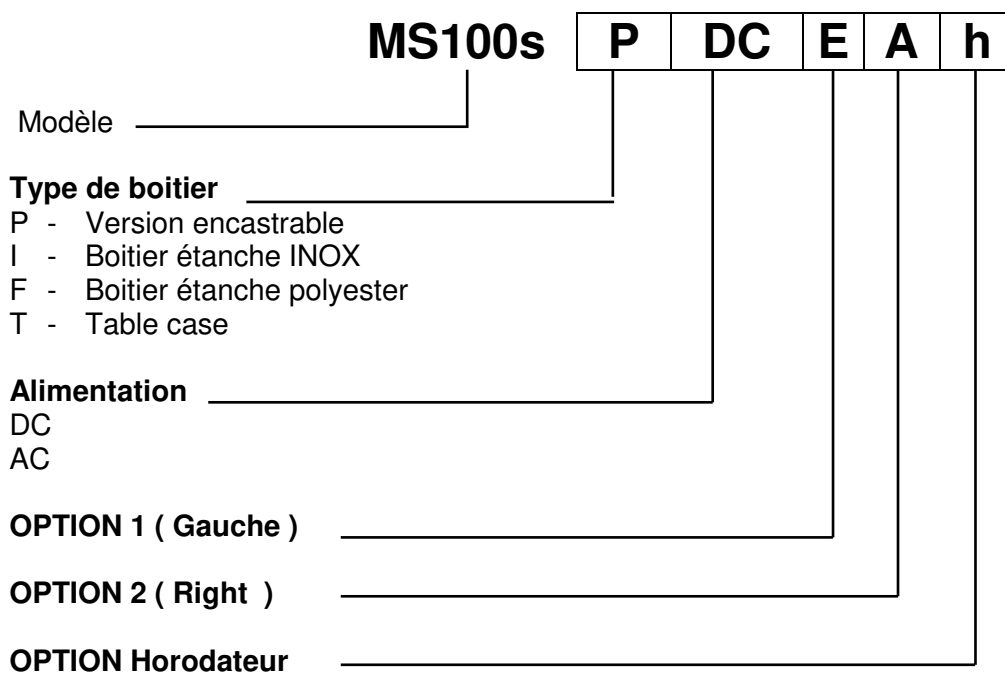 MS100s P DC E A h
Modèle
Type de boitier
P - Version encastrable
I - Boitier étanche INOX
F - Boitier étanche polyester
T - Table case
Alimentation
DC
AC
OPTION 1 ( Gauche )
OPTION 2 ( Right )
OPTION Horodateur